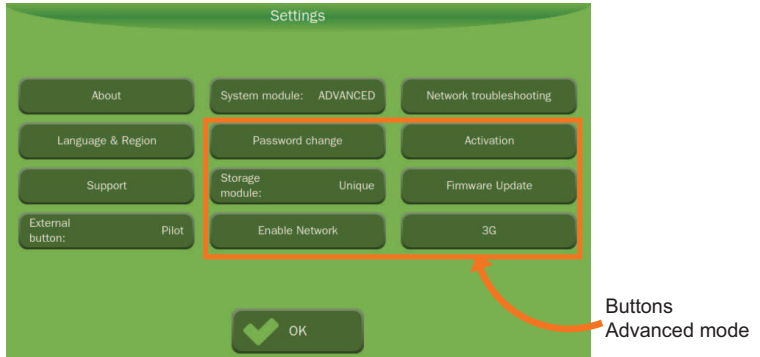 Settings
About
System module: ADVANCED
Network troubleshooting
Language & Region
Password change
Activation
Support
Storage
module:
Unique
Firmware Update
External
button:
Pilot
Enable Network
3G
OK
Buttons
Advanced mode